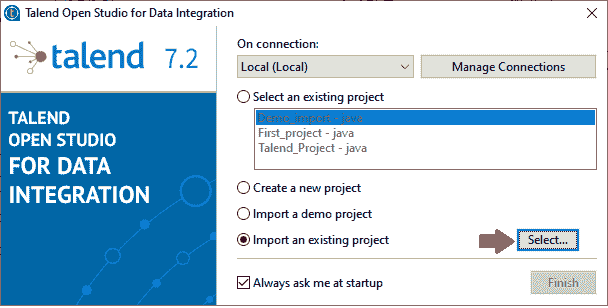 Talend Open Studio for Data Integration
talend 7.2
TALEND
OPEN STUDIO
FOR DATA
INTEGRATION
On connection:
Local (Local)
Manage Connections
Select an existing project
- java
First_project - java
Talend_Project - java
Create a new project
Import a demo project
Import an existing project
Select...
Always ask me at startup
Finish